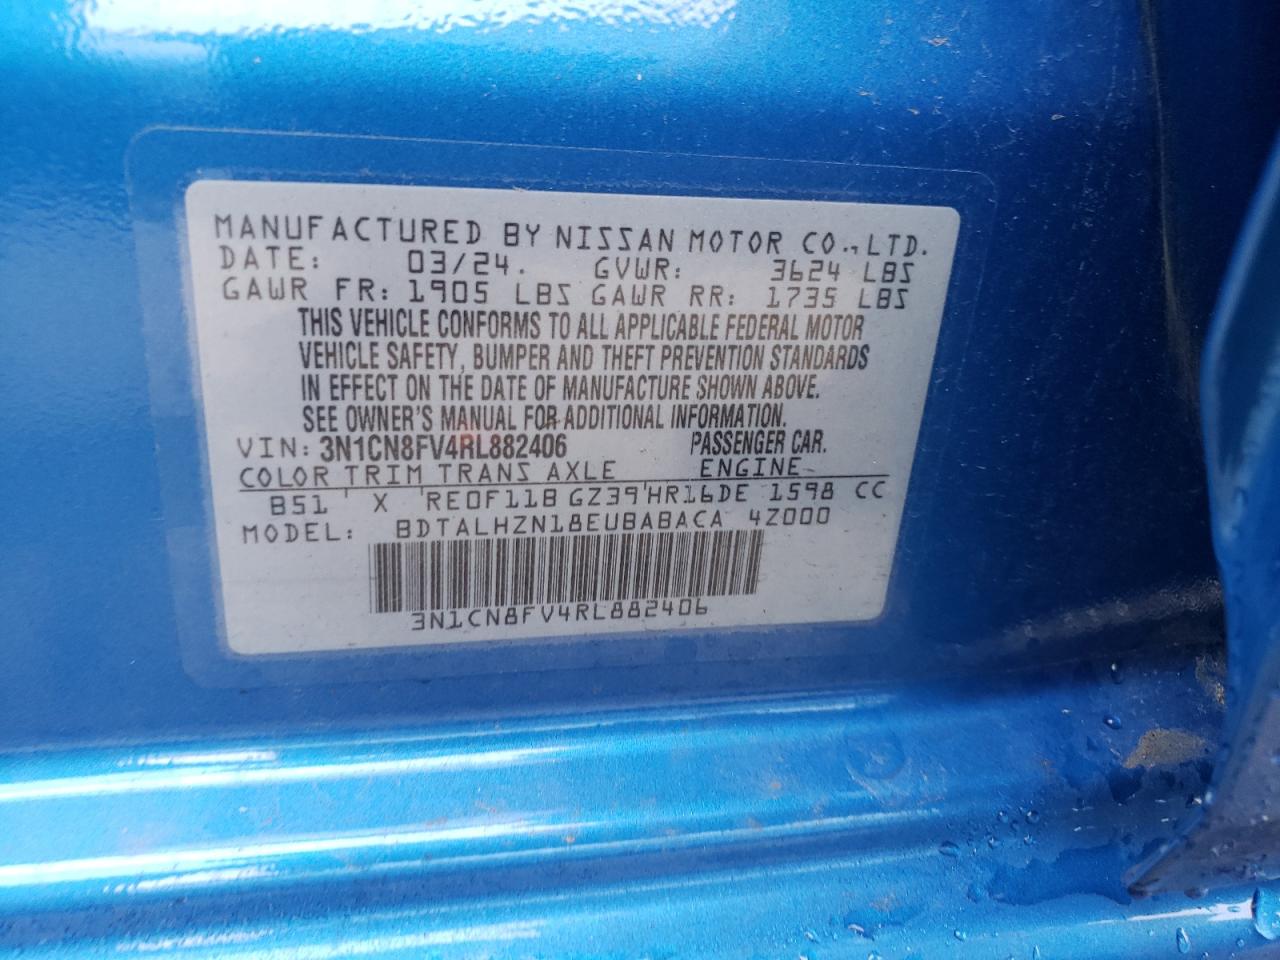 MANUFACTURED BY NISSAN MOTOR CO., LTD.
DATE: 03/24. GVWR: 3624 LBS
GAWR FR: 1905 LBS GAWR RR: 1735 LBS
THIS VEHICLE CONFORMS TO ALL APPLICABLE FEDERAL MOTOR
VEHICLE SAFETY, BUMPER AND THEFT PREVENTION STANDARDS
IN EFFECT ON THE DATE OF MANUFACTURE SHOWN ABOVE.
SEE OWNER'S MANUAL FOR ADDITIONAL INFORMATION.
VIN: 3N1CN8FV4RL882406 PASSENGER CAR.
COLOR TRIM TRANS AXLE ENGINE
B51 X RE0F11B GZ39 HR16DE 1598 CC
MODEL: BDTALHZN18EUBABACA 4Z000
3N1CN8FV4RL882406